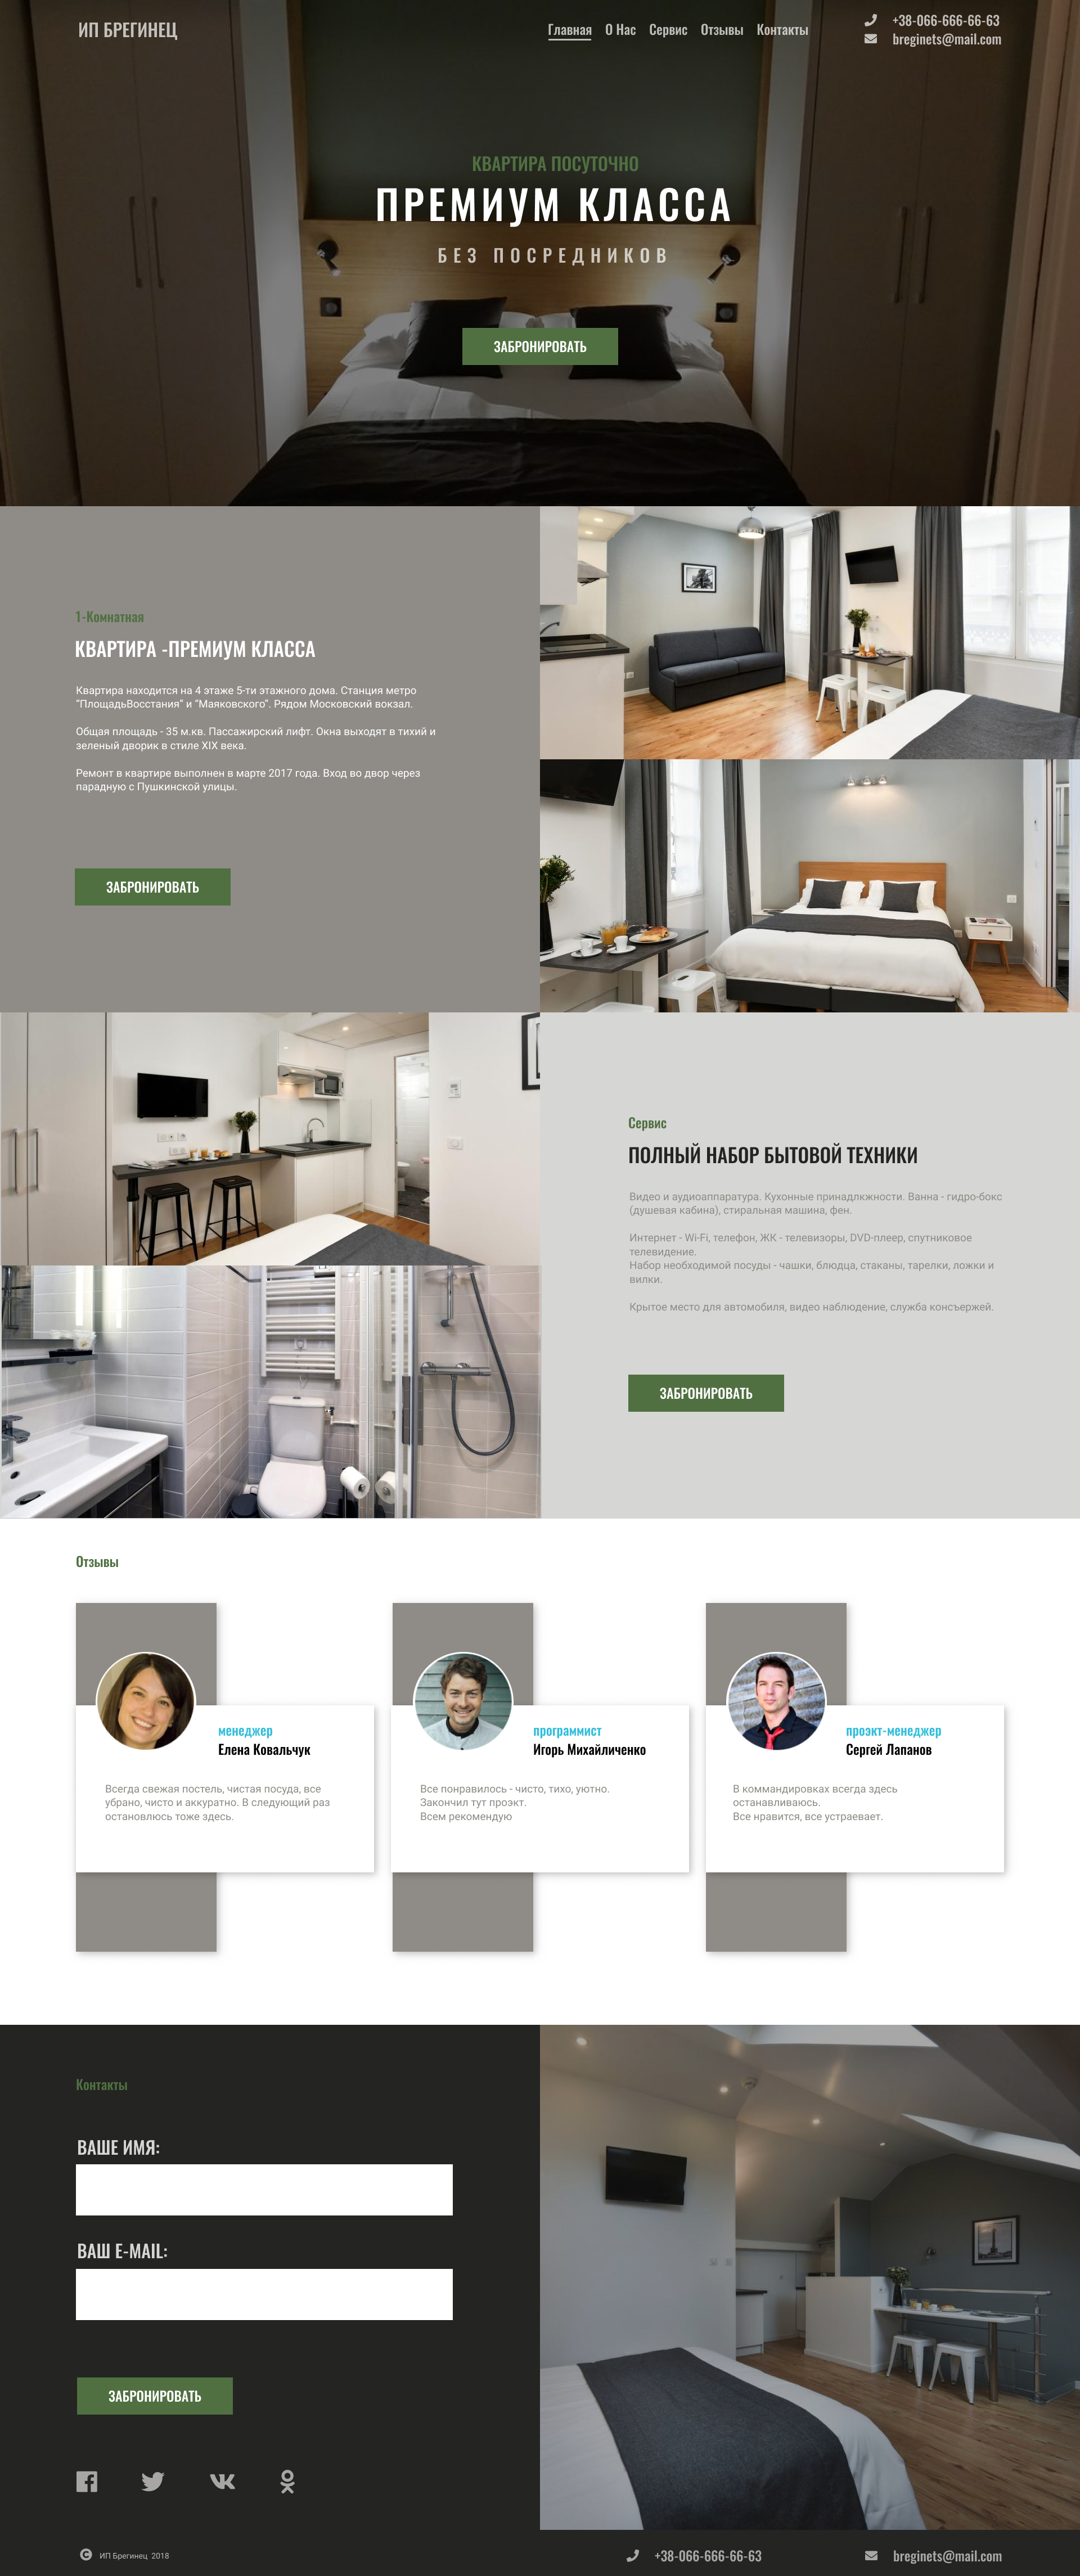 ИП БРЕГИНЕЦ
Главная О Нас Сервис Отзывы Контакты
+38-066-666-66-63
breginets@mail.com
КВАРТИРА ПОСУТОЧНО
ПРЕМИУМ КЛАССА
БЕЗ ПОСРЕДНИКОВ
ЗАБРОНИРОВАТЬ
1-Комнатная
КВАРТИРА -ПРЕМИУМ КЛАССА
Квартира находится на 4 этаже 5-ти этажного дома. Станция метро
"ПлощадьВосстания" и "Маяковского". Рядом Московский вокзал.
Общая площадь - 35 м.кв. Пассажирский лифт. Окна выходят в тихий и
зеленый дворик в стиле XIX века.
Ремонт в квартире выполнен в марте 2017 года. Вход во двор через
парадную с Пушкинской улицы.
ЗАБРОНИРОВАТЬ
Сервис
ПОЛНЫЙ НАБОР БЫТОВОЙ ТЕХНИКИ
Видео и аудиоаппаратура. Кухонные принадлкжности. Ванна - гидро-бокс
(душевая кабина), стиральная машина, фен.
Интернет - Wi-Fi, телефон, ЖК - телевизоры, DVD-плеер, спутниковое
телевидение.
Набор необходимой посуды - чашки, блюдца, стаканы, тарелки, ложки и
вилки.
Крытое место для автомобиля, видео наблюдение, служба консъержей.
ЗАБРОНИРОВАТЬ
Отзывы
менеджер
Елена Ковальчук
Всегда свежая постель, чистая посуда, все
убрано, чисто и аккуратно. В следующий раз
остановлюсь тоже здесь.
программист
Игорь Михайличенко
Все понравилось - чисто, тихо, уютно.
Закончил тут проэкт.
Всем рекомендую
проэкт-менеджер
Сергей Лапанов
В коммандировках всегда здесь
останавливаюсь.
Все нравится, все устраевает.
Контакты
ВАШЕ ИМЯ:
ВАШ E-MAIL:
ЗАБРОНИРОВАТЬ
ИП Брегинец 2018
+38-066-666-66-63
breginets@mail.com